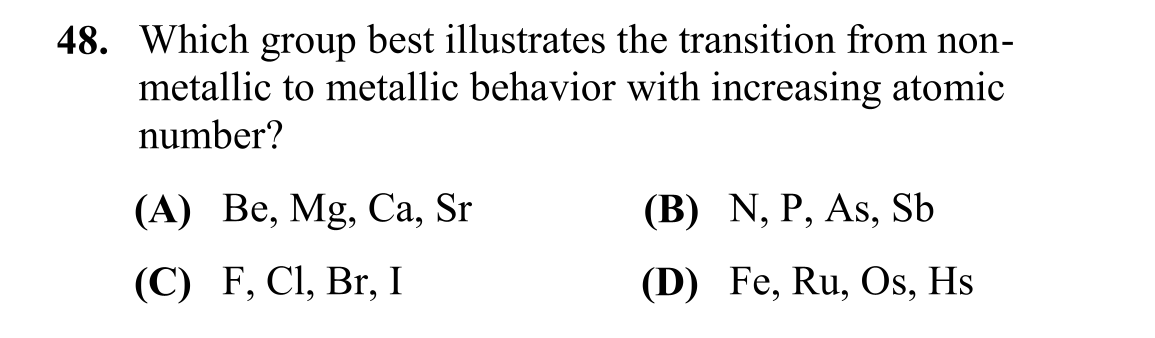 48. Which group best illustrates the transition from non-
metallic to metallic behavior with increasing atomic
number?
(A) Be, Mg, Ca, Sr (B) N, P, As, Sb
(C) F, Cl, Br, I (D) Fe, Ru, Os, Hs